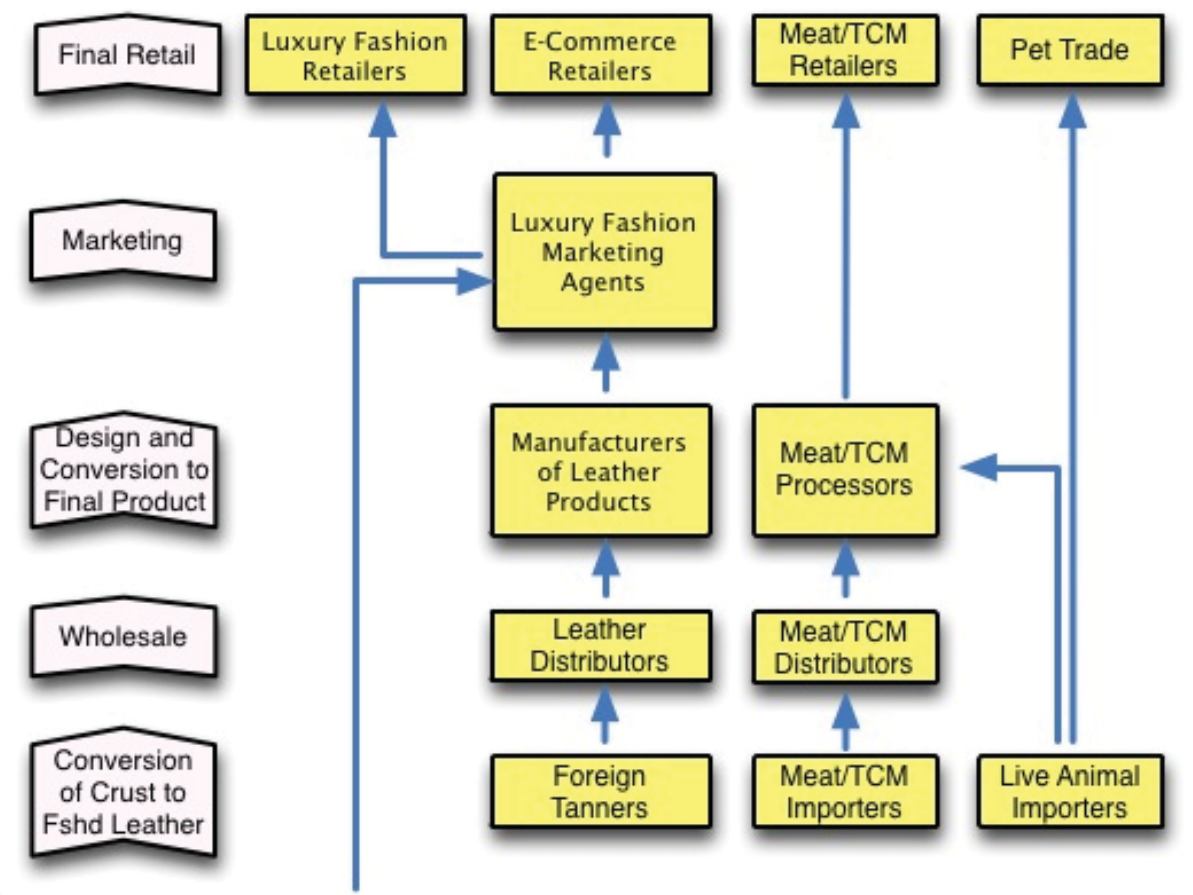 Final Retail
Luxury Fashion
Retailers
E-Commerce
Retailers
Meat/TCM
Retailers
Pet Trade
Marketing
Luxury Fashion
Marketing
Agents
Design and
Conversion to
Final Product
Manufacturers
of Leather
Products
Meat/TCM
Processors
Wholesale
Leather
Distributors
Meat/TCM
Distributors
Conversion
of Crust to
Fshd Leather
Foreign
Tanners
Meat/TCM
Importers
Live Animal
Importers